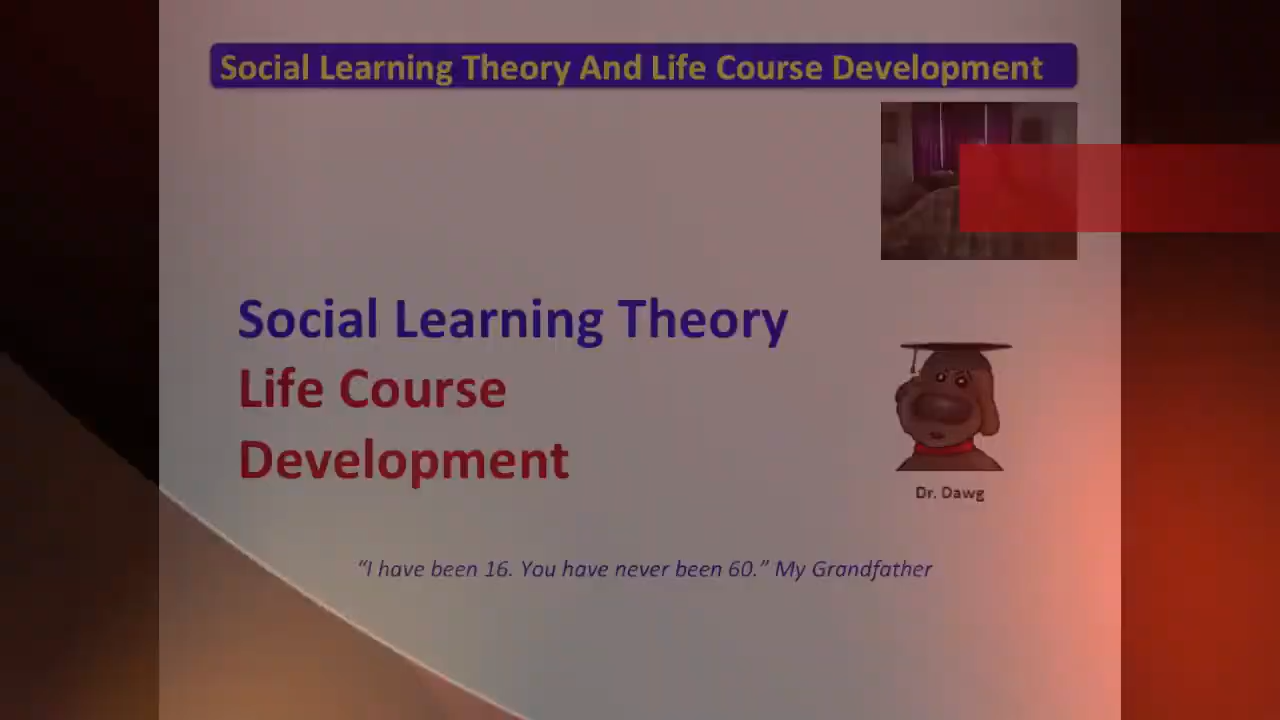 Social Learning Theory And Life Course Development
Social Learning Theory
Life Course
Development
Dr. Dawg
“I have been 16. You have never been 60.” My Grandfather